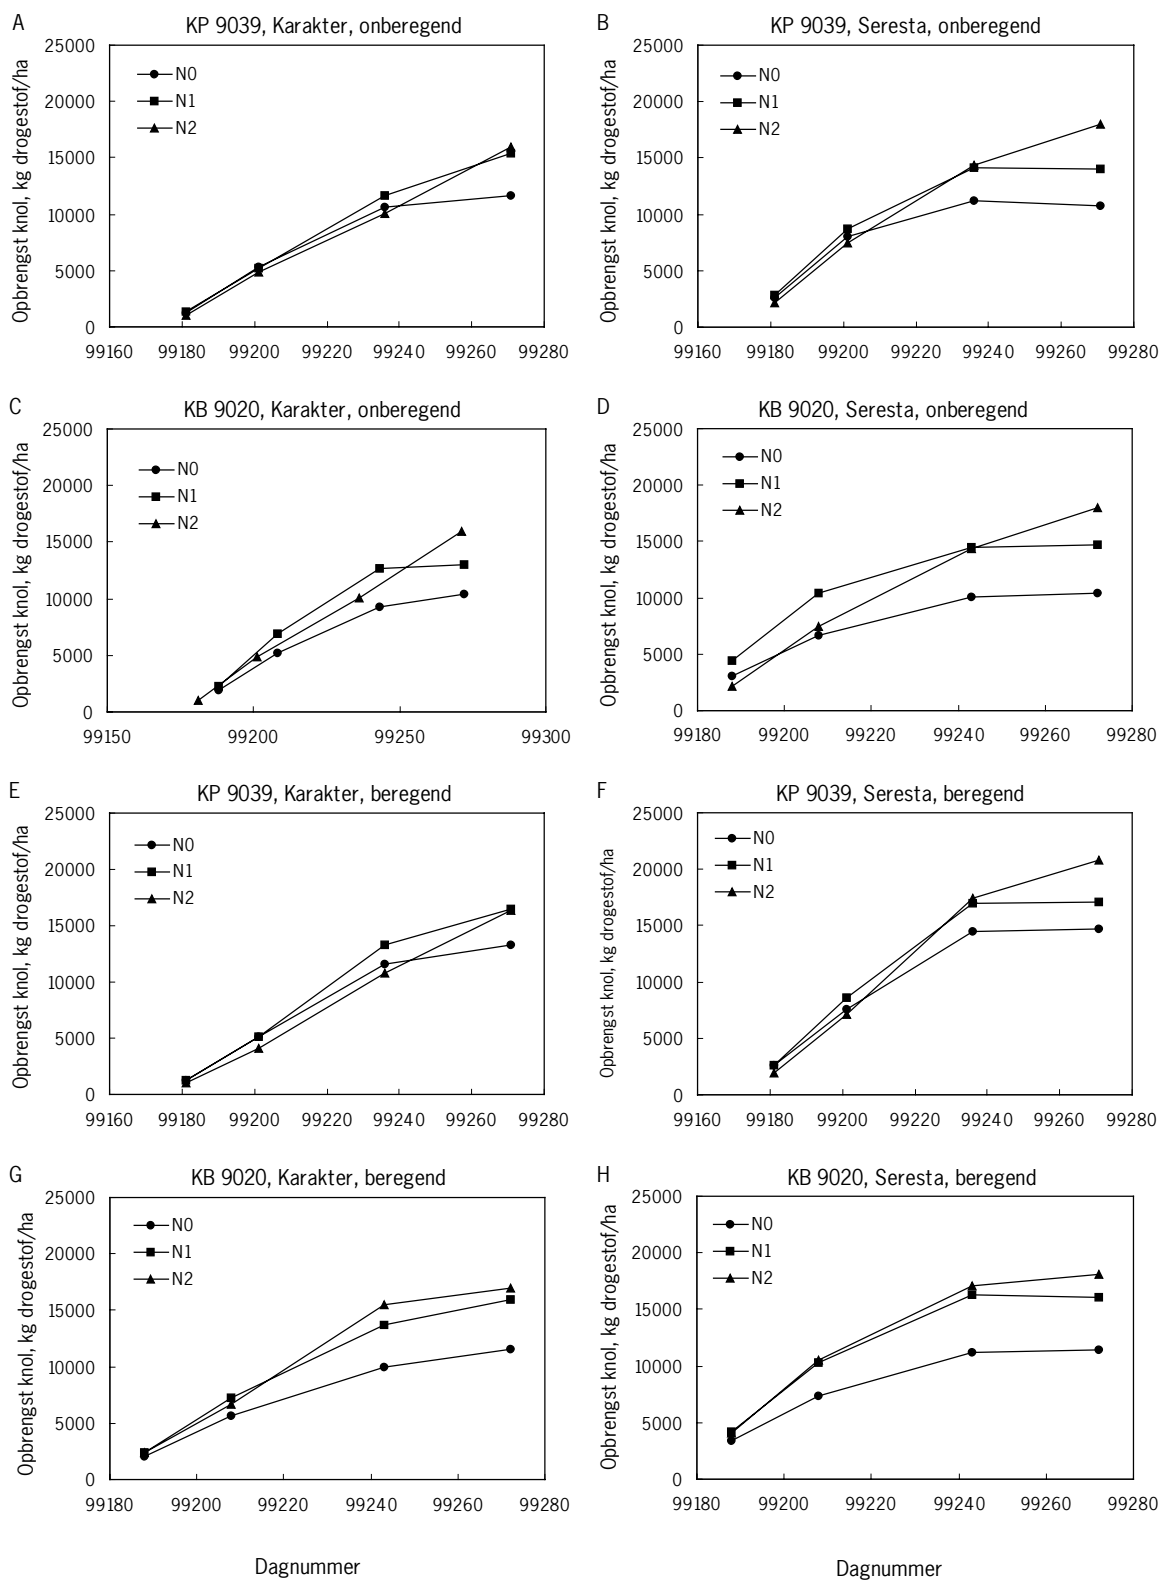 A
KP 9039, Karakter, onberegend
Opbrengst knol, kg drogestof/ha
25000
20000
15000
10000
5000
0
N0
N1
N2
99160 99180 99200 99220 99240 99260 99280
B
KP 9039, Seresta, onberegend
Opbrengst knol, kg drogestof/ha
25000
20000
15000
10000
5000
0
N0
N1
N2
99160 99180 99200 99220 99240 99260 99280
C
KB 9020, Karakter, onberegend
Opbrengst knol, kg drogestof/ha
25000
20000
15000
10000
5000
0
N0
N1
N2
99150 99200 99250 99300
D
KB 9020, Seresta, onberegend
Opbrengst knol, kg drogestof/ha
25000
20000
15000
10000
5000
0
N0
N1
N2
99180 99200 99220 99240 99260 99280
E
KP 9039, Karakter, beregend
Opbrengst knol, kg drogestof/ha
25000
20000
15000
10000
5000
0
N0
N1
N2
99160 99180 99200 99220 99240 99260 99280
F
KP 9039, Seresta, beregend
Opbrengst knol, kg drogestof/ha
25000
20000
15000
10000
5000
0
N0
N1
N2
99160 99180 99200 99220 99240 99260 99280
G
KB 9020, Karakter, beregend
Opbrengst knol, kg drogestof/ha
25000
20000
15000
10000
5000
0
N0
N1
N2
99180 99200 99220 99240 99260 99280
H
KB 9020, Seresta, beregend
Opbrengst knol, kg drogestof/ha
25000
20000
15000
10000
5000
0
N0
N1
N2
99180 99200 99220 99240 99260 99280
Dagnummer
Dagnummer